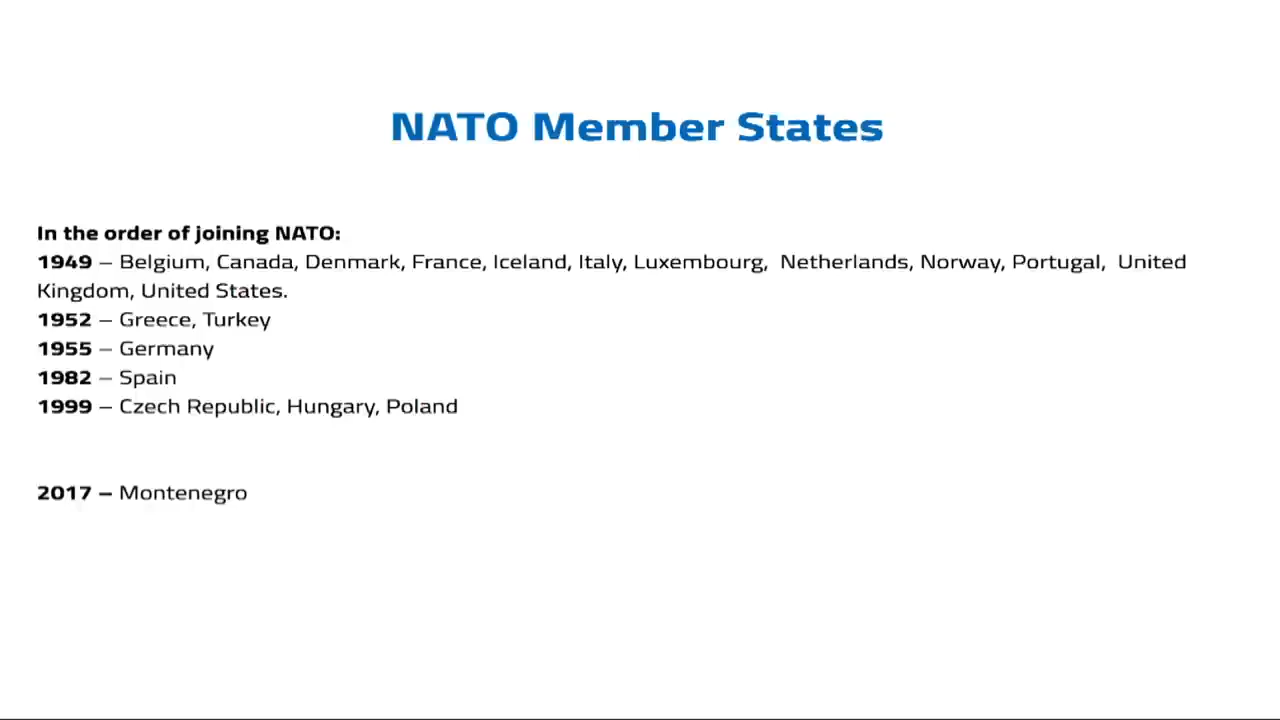 NATO Member States
In the order of joining NATO:
1949 – Belgium, Canada, Denmark, France, Iceland, Italy, Luxembourg,  Netherlands, Norway, Portugal,  United
Kingdom, United States.
1952 – Greece, Turkey
1955 – Germany
1982 – Spain
1999 – Czech Republic, Hungary, Poland
2017 – Montenegro